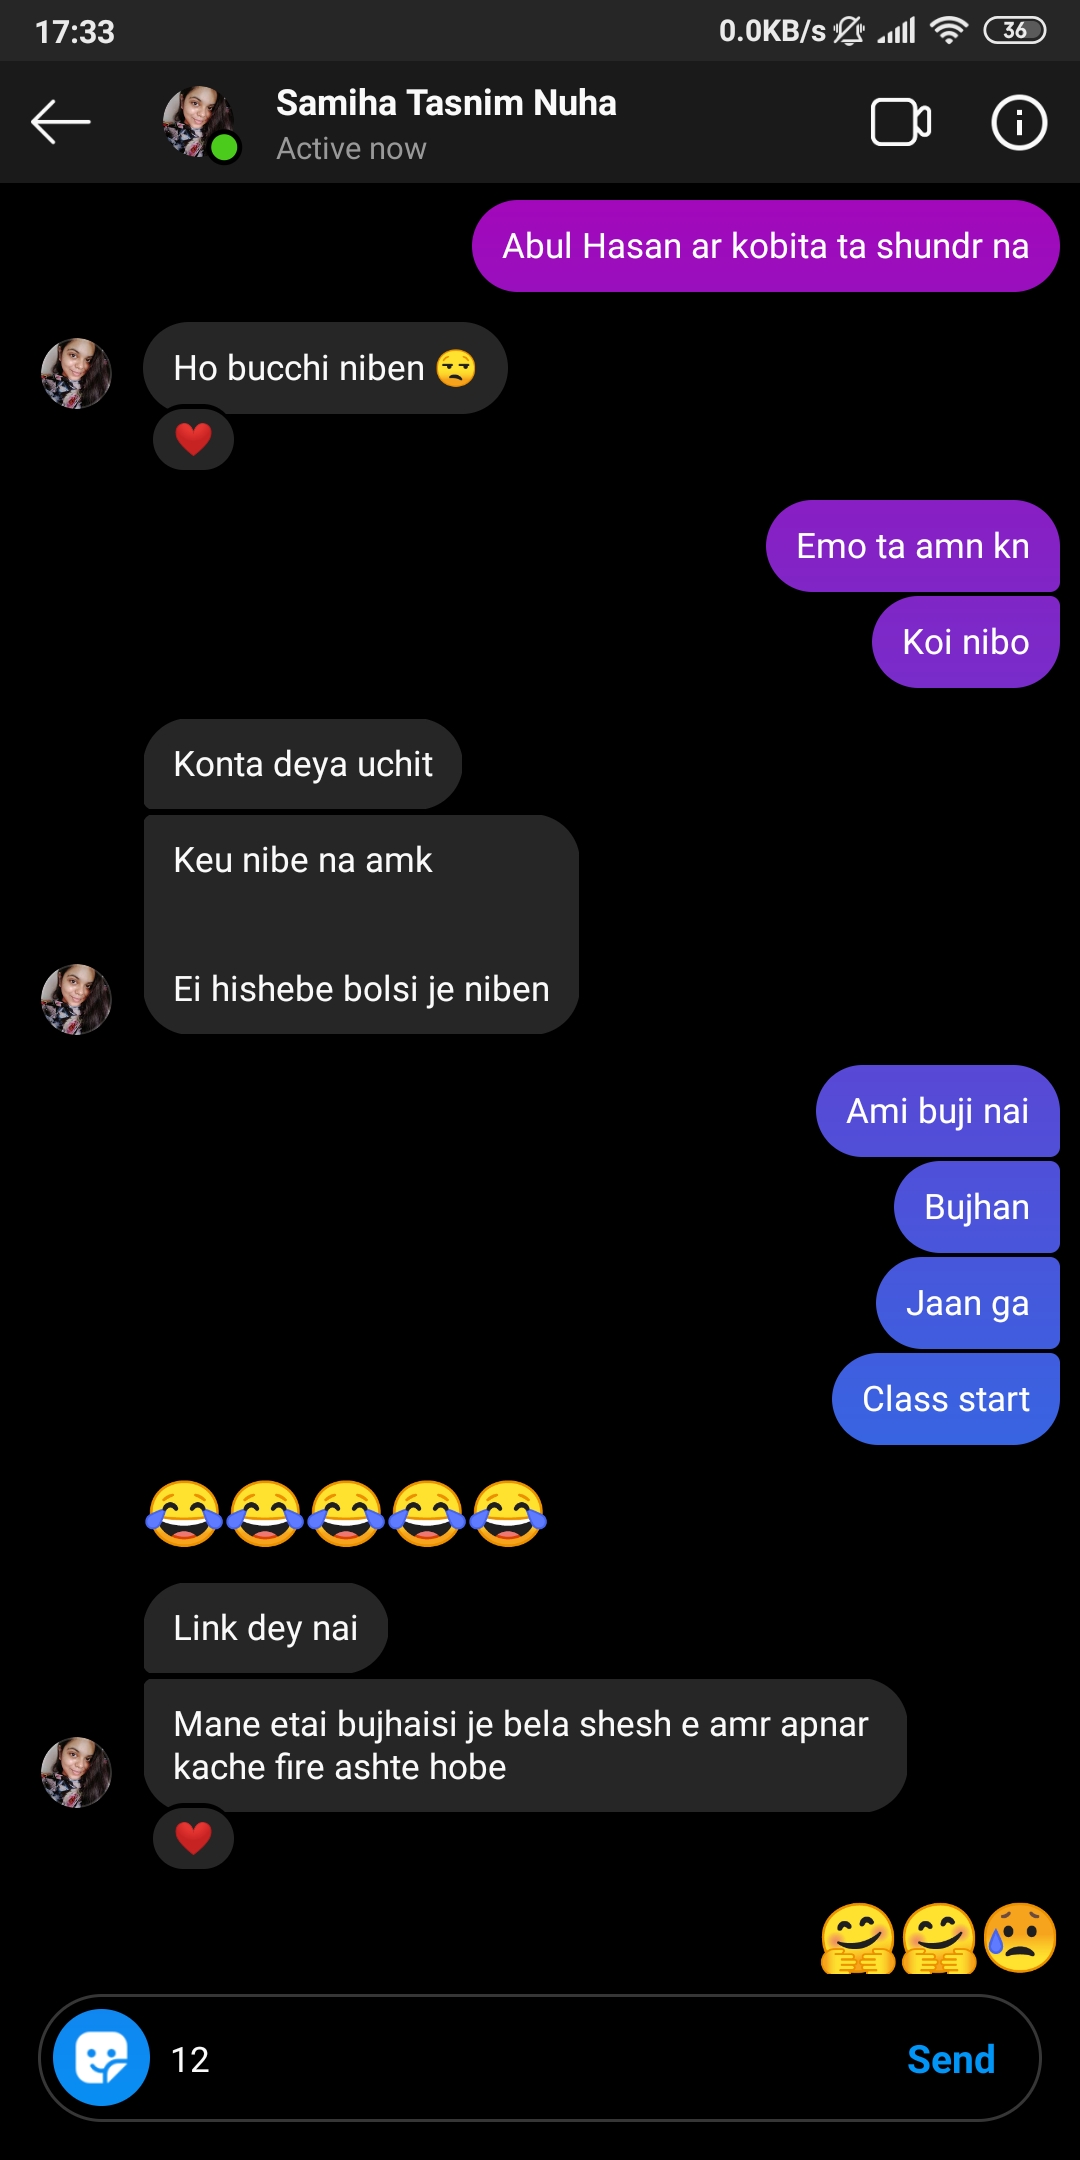 17:33
0.0KB/s
36
Samiha Tasnim Nuha
Active now
Abul Hasan ar kobita ta shundr na
Ho bucchi niben 😒
❤️
Emo ta amn kn
Koi nibo
Konta deya uchit
Keu nibe na amk
Ei hishebe bolsi je niben
Ami buji nai
Bujhan
Jaan ga
Class start
😂😂😂😂😂
Link dey nai
Mane etai bujhaisi je bela shesh e amr apnar
kache fire ashte hobe
❤️
🤗🤗😥
12
Send